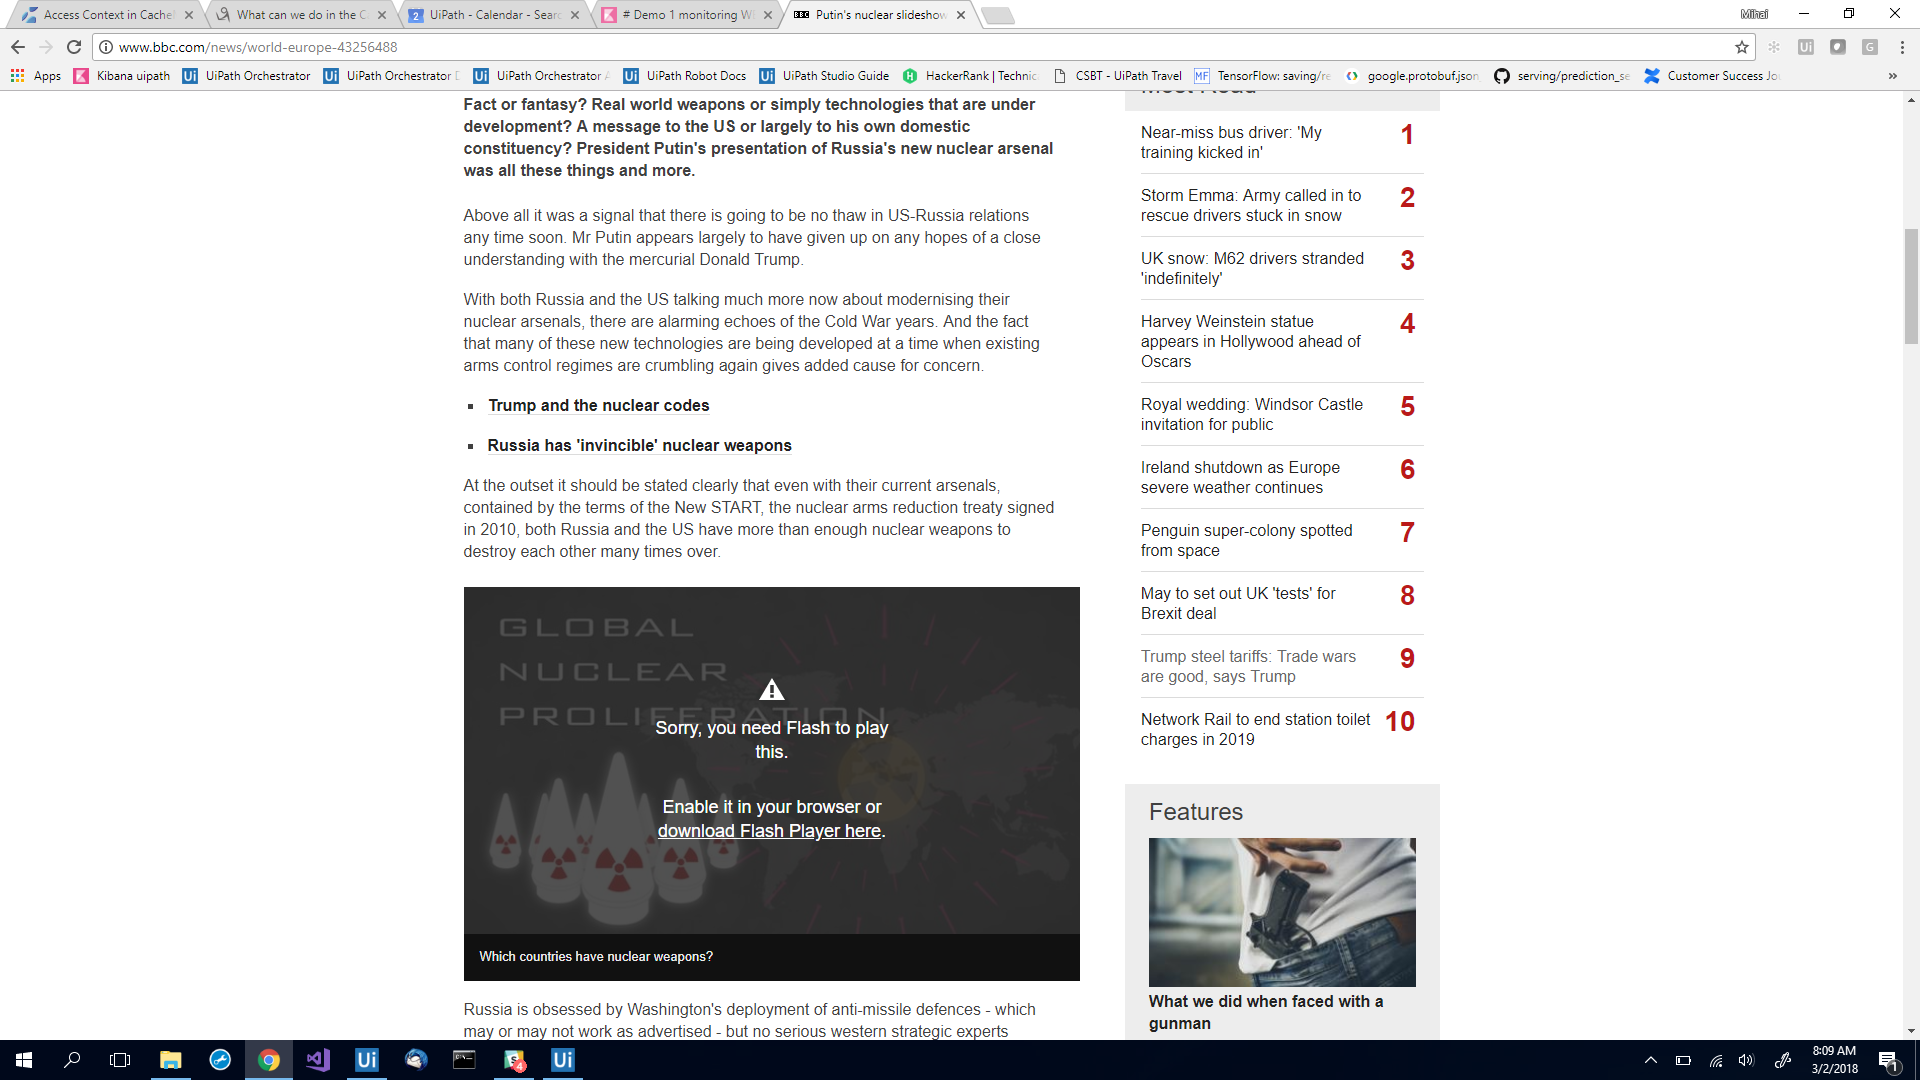 Access Context in Cache
What can we do in the C
UiPath - Calendar - Sear
# Demo 1 monitoring W
Putin's nuclear slideshow
Mihai
www.bbc.com/news/world-europe-43256488
Apps
Kibana uipath
UiPath Orchestrator
UiPath Orchestrator
UiPath Orchestrator
UiPath Robot Docs
UiPath Studio Guide
HackerRank | Technic
CSBT - UiPath Travel
TensorFlow: saving/re
google.protobuf.json
serving/prediction_se
Customer Success Jo
Fact or fantasy? Real world weapons or simply technologies that are under
development? A message to the US or largely to his own domestic
constituency? President Putin's presentation of Russia's new nuclear arsenal
was all these things and more.
Above all it was a signal that there is going to be no thaw in US-Russia relations
any time soon. Mr Putin appears largely to have given up on any hopes of a close
understanding with the mercurial Donald Trump.
With both Russia and the US talking much more now about modernising their
nuclear arsenals, there are alarming echoes of the Cold War years. And the fact
that many of these new technologies are being developed at a time when existing
arms control regimes are crumbling again gives added cause for concern.
Trump and the nuclear codes
Russia has 'invincible' nuclear weapons
At the outset it should be stated clearly that even with their current arsenals,
contained by the terms of the New START, the nuclear arms reduction treaty signed
in 2010, both Russia and the US have more than enough nuclear weapons to
destroy each other many times over.
GLOBAL
NUCLEAR
PROLIFERATION
Sorry, you need Flash to play
this.
Enable it in your browser or
download Flash Player here.
Which countries have nuclear weapons?
Russia is obsessed by Washington's deployment of anti-missile defences - which
may or may not work as advertised - but no serious western strategic experts
Most Read
Near-miss bus driver: 'My
training kicked in'
1
Storm Emma: Army called in to
rescue drivers stuck in snow
2
UK snow: M62 drivers stranded
'indefinitely'
3
Harvey Weinstein statue
appears in Hollywood ahead of
Oscars
4
Royal wedding: Windsor Castle
invitation for public
5
Ireland shutdown as Europe
severe weather continues
6
Penguin super-colony spotted
from space
7
May to set out UK 'tests' for
Brexit deal
8
Trump steel tariffs: Trade wars
are good, says Trump
9
Network Rail to end station toilet
charges in 2019
10
Features
What we did when faced with a
gunman
8:09 AM
3/2/2018